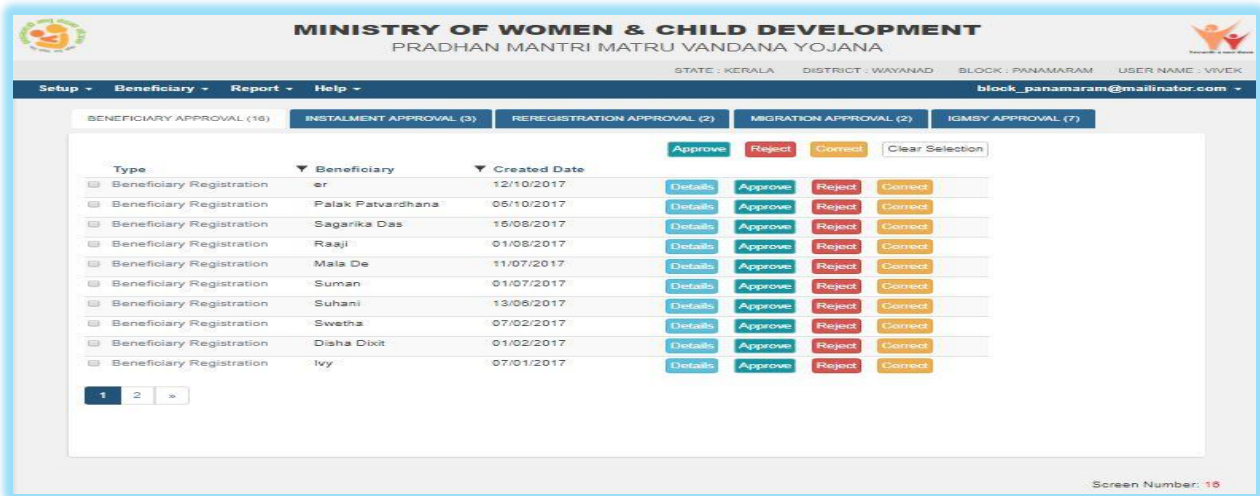 MINISTRY OF WOMEN & CHILD DEVELOPMENT
PRADHAN MANTRI MATRU VANDANA YOJANA
STATE : KERALA DISTRICT : WAYANAD BLOCK : PANAMARAM USER NAME : VIVEK
Setup Beneficiary Report Help block_panamaram@mailinator.com
BENEFICIARY APPROVAL (16) INSTALMENT APPROVAL (3) REREGISTRATION APPROVAL (2) MIGRATION APPROVAL (2) IGMSY APPROVAL (7)
Approve Reject Correct Clear Selection
Type Beneficiary Created Date
Beneficiary Registration er 12/10/2017 Details Approve Reject Correct
Beneficiary Registration Palak Patvardhana 05/10/2017 Details Approve Reject Correct
Beneficiary Registration Sagarika Das 15/08/2017 Details Approve Reject Correct
Beneficiary Registration Raaji 01/08/2017 Details Approve Reject Correct
Beneficiary Registration Mala De 11/07/2017 Details Approve Reject Correct
Beneficiary Registration Suman 01/07/2017 Details Approve Reject Correct
Beneficiary Registration Suhani 13/06/2017 Details Approve Reject Correct
Beneficiary Registration Swetha 07/02/2017 Details Approve Reject Correct
Beneficiary Registration Disha Dixit 01/02/2017 Details Approve Reject Correct
Beneficiary Registration Ivy 07/01/2017 Details Approve Reject Correct
1 2 »
Screen Number: 16